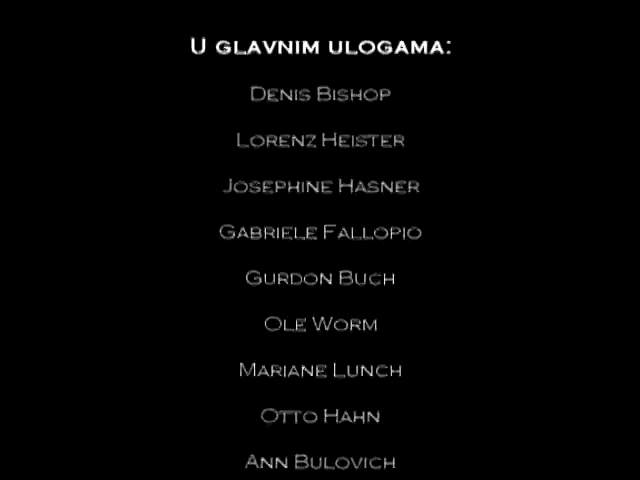 U GLAVNIM ULOGAMA:
DENIS BISHOP
LORENZ HEISTER
JOSEPHINE HASNER
GABRIELE FALLOPIO
GURDON BUCH
OLE WORM
MARIANE LUNCH
OTTO HAHN
ANN BULOVICH